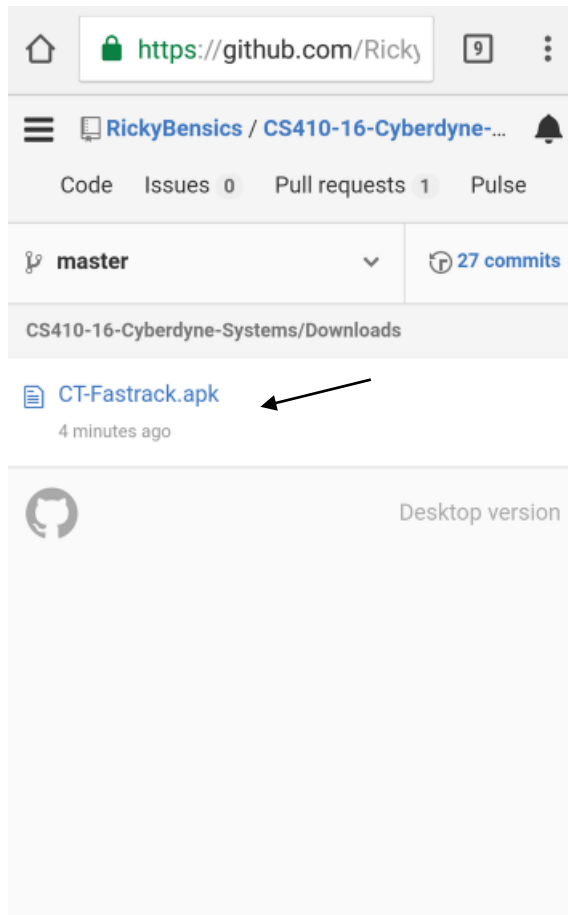 https://github.com/Ricky 9
RickyBensics / CS410-16-Cyberdyne-...
Code Issues 0 Pull requests 1 Pulse
master 27 commits
CS410-16-Cyberdyne-Systems/Downloads
CT-Fastrack.apk
4 minutes ago
Desktop version